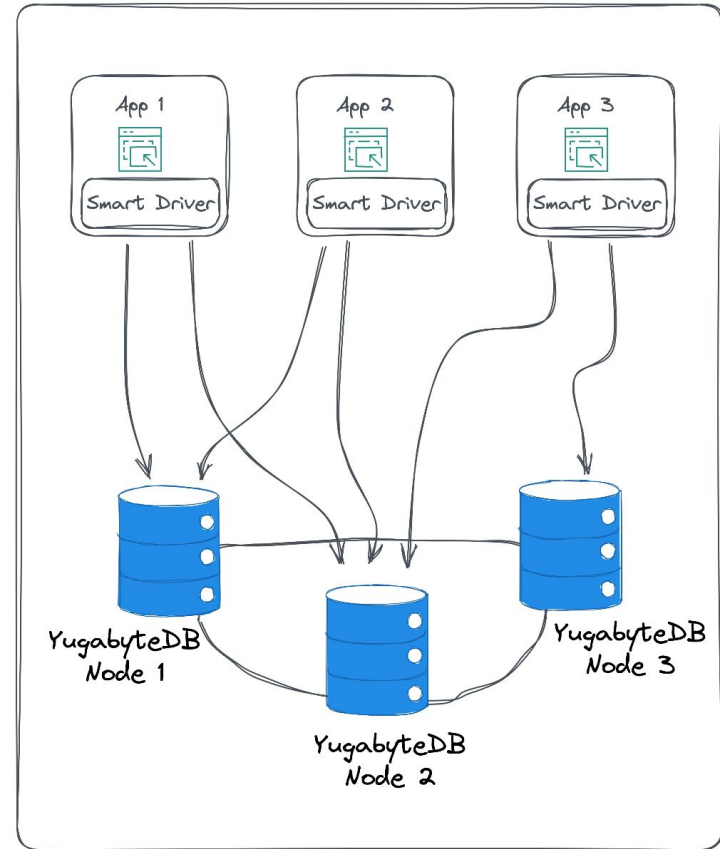 App 1
App 2
App 3
Smart Driver
Smart Driver
Smart Driver
YugabyteDB
Node 1
YugabyteDB
Node 3
YugabyteDB
Node 2